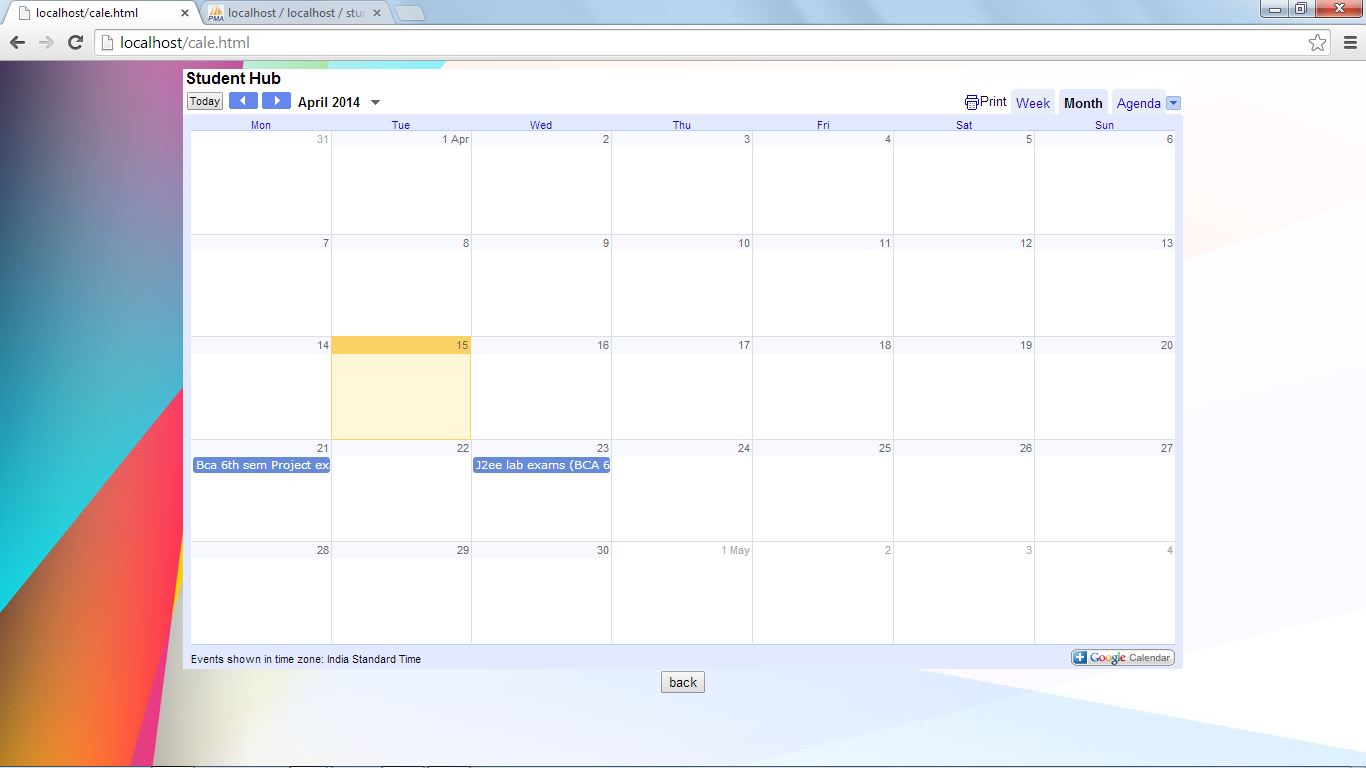 localhost/cale.html
localhost / localhost / stu
localhost/cale.html
Student Hub
Today April 2014 Print Week Month Agenda
Mon Tue Wed Thu Fri Sat Sun
31 1 Apr 2 3 4 5 6
7 8 9 10 11 12 13
14 15 16 17 18 19 20
21 22 23 24 25 26 27
Bca 6th sem Project ex J2ee lab exams (BCA 6
28 29 30 1 May 2 3 4
Events shown in time zone: India Standard Time
Google Calendar
back